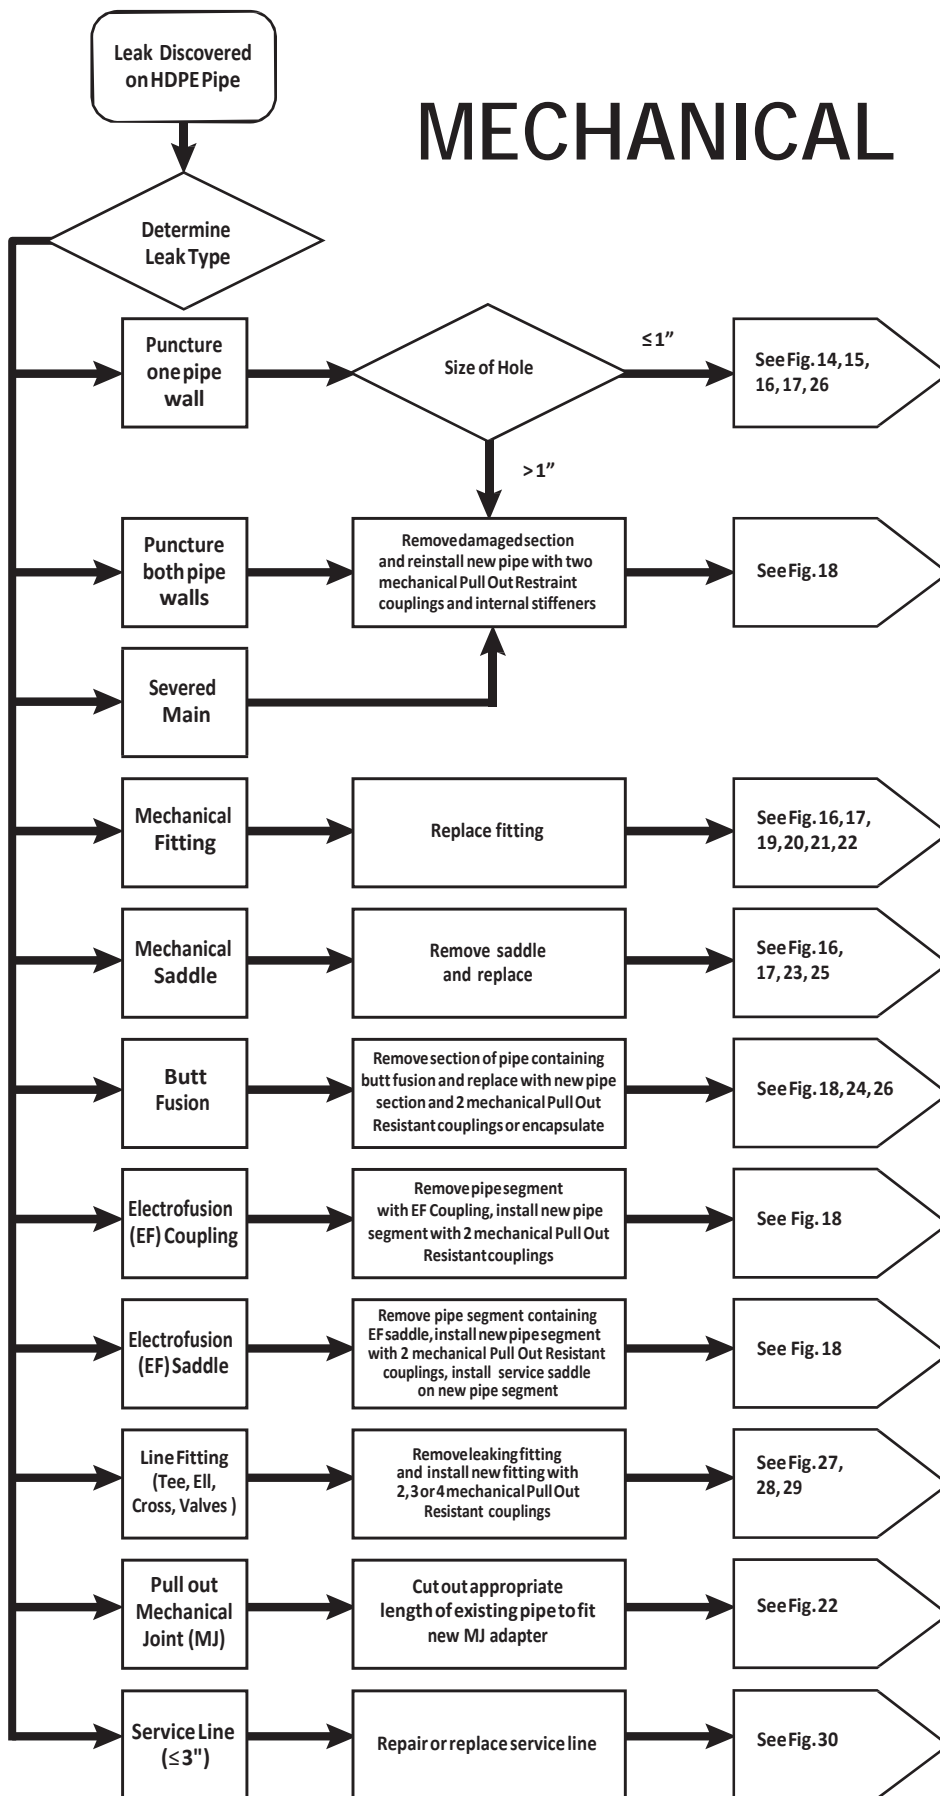 Leak Discovered
on HDPE Pipe
MECHANICAL
Determine
Leak Type
Puncture
one pipe
wall
Size of Hole
≤ 1”
See Fig. 14, 15,
16, 17, 26
> 1”
Puncture
both pipe
walls
Remove damaged section
and reinstall new pipe with two
mechanical Pull Out Restraint
couplings and internal stiffeners
See Fig. 18
Severed
Main
Mechanical
Fitting
Replace fitting
See Fig. 16, 17,
19, 20, 21, 22
Mechanical
Saddle
Remove saddle
and replace
See Fig. 16,
17, 23, 25
Butt
Fusion
Remove section of pipe containing
butt fusion and replace with new pipe
section and 2 mechanical Pull Out
Resistant couplings or encapsulate
See Fig. 18, 24, 26
Electrofusion
(EF) Coupling
Remove pipe segment
with EF Coupling, install new pipe
segment with 2 mechanical Pull Out
Resistant couplings
See Fig. 18
Electrofusion
(EF) Saddle
Remove pipe segment containing
EF saddle, install new pipe segment
with 2 mechanical Pull Out Resistant
couplings, install service saddle
on new pipe segment
See Fig. 18
Line Fitting
(Tee, Ell,
Cross, Valves )
Remove leaking fitting
and install new fitting with
2, 3 or 4 mechanical Pull Out
Resistant couplings
See Fig. 27,
28, 29
Pull out
Mechanical
Joint (MJ)
Cut out appropriate
length of existing pipe to fit
new MJ adapter
See Fig. 22
Service Line
(≤ 3")
Repair or replace service line
See Fig. 30